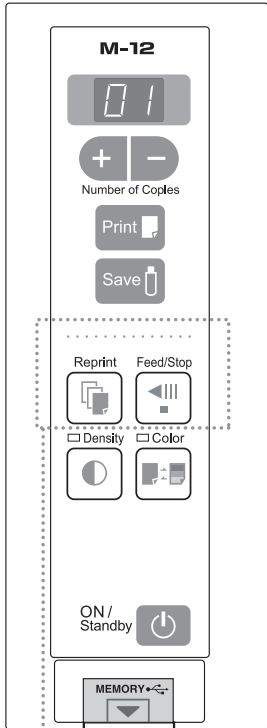 M-12
01
+ −
Number of Copies
Print
Save
Reprint Feed/Stop
Density Color
ON/
Standby
MEMORY